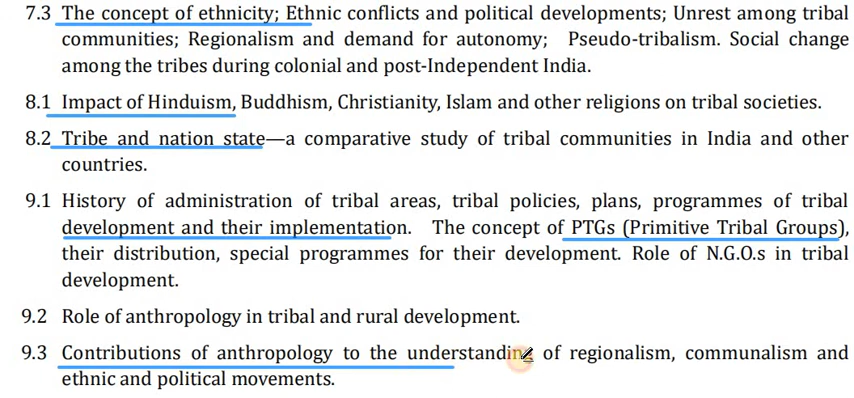 7.3 The concept of ethnicity; Ethnic conflicts and political developments; Unrest among tribal
communities; Regionalism and demand for autonomy; Pseudo-tribalism. Social change
among the tribes during colonial and post-Independent India.
8.1 Impact of Hinduism, Buddhism, Christianity, Islam and other religions on tribal societies.
8.2 Tribe and nation state—a comparative study of tribal communities in India and other
countries.
9.1 History of administration of tribal areas, tribal policies, plans, programmes of tribal
development and their implementation. The concept of PTGs (Primitive Tribal Groups),
their distribution, special programmes for their development. Role of N.G.O.s in tribal
development.
9.2 Role of anthropology in tribal and rural development.
9.3 Contributions of anthropology to the understanding of regionalism, communalism and
ethnic and political movements.